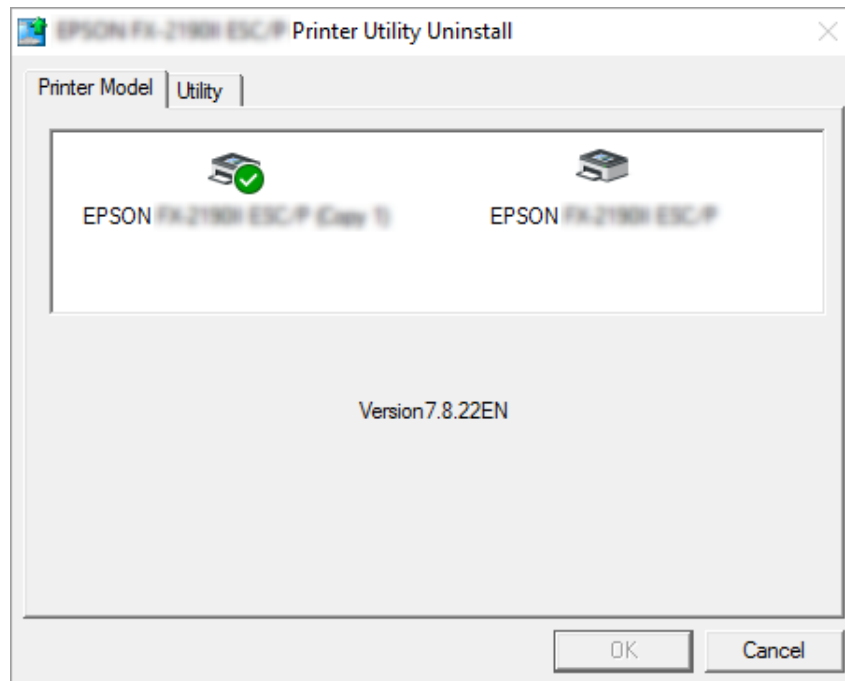 Printer Utility Uninstall
Printer Model Utility
EPSON EPSON
Version7.8.22EN
OK Cancel